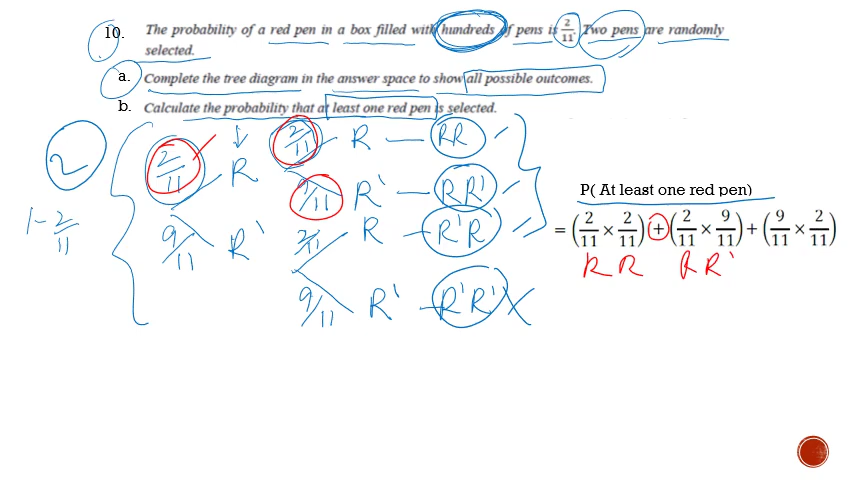 10. The probability of a red pen in a box filled with hundreds of pens is 2/11. Two pens are randomly
selected.
a. Complete the tree diagram in the answer space to show all possible outcomes.
b. Calculate the probability that at least one red pen is selected.
2/11 R 2/11 R — RR
2
9/11 R' — RR'
P( At least one red pen)
1 - 2/11
9/11 R' 2/11 R — R'R'
= (2/11 × 2/11) + (2/11 × 9/11) + (9/11 × 2/11)
R R R R'
9/11 R' — R'R' X